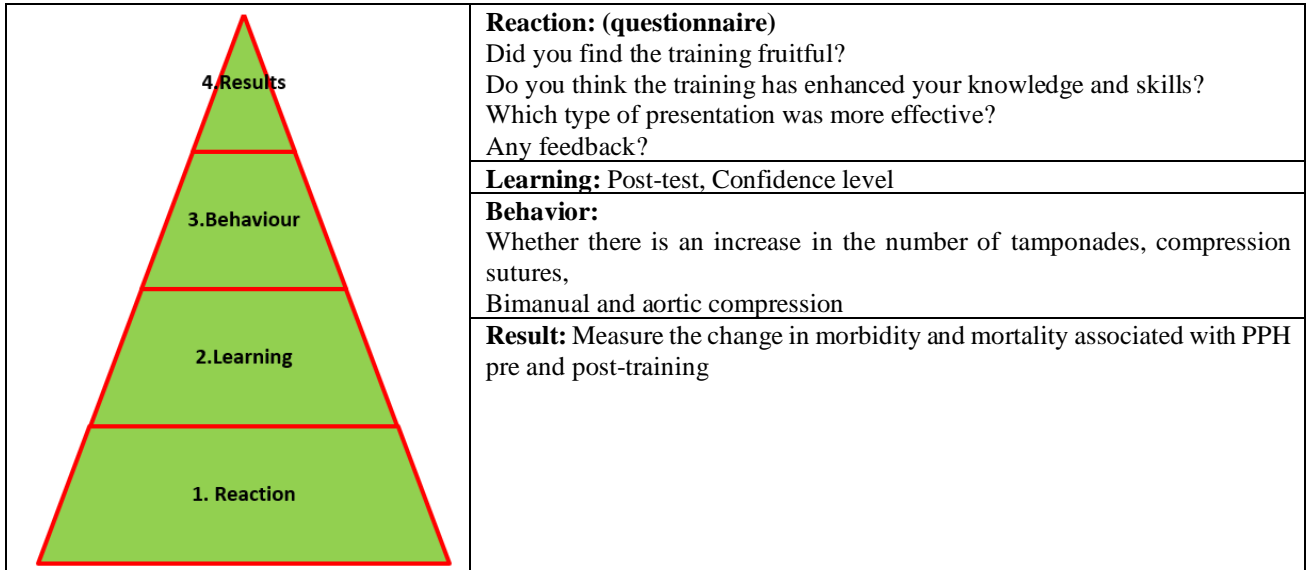 4.Results
3.Behaviour
2.Learning
1. Reaction
Reaction: (questionnaire)
Did you find the training fruitful?
Do you think the training has enhanced your knowledge and skills?
Which type of presentation was more effective?
Any feedback?
Learning: Post-test, Confidence level
Behavior:
Whether there is an increase in the number of tamponades, compression
sutures,
Bimanual and aortic compression
Result: Measure the change in morbidity and mortality associated with PPH
pre and post-training